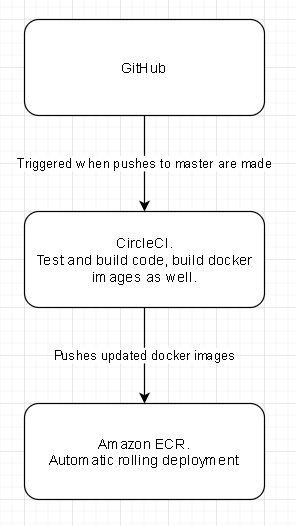 GitHub
Triggered when pushes to master are made
CircleCI.
Test and build code, build docker
images as well.
Pushes updated docker images
Amazon ECR.
Automatic rolling deployment